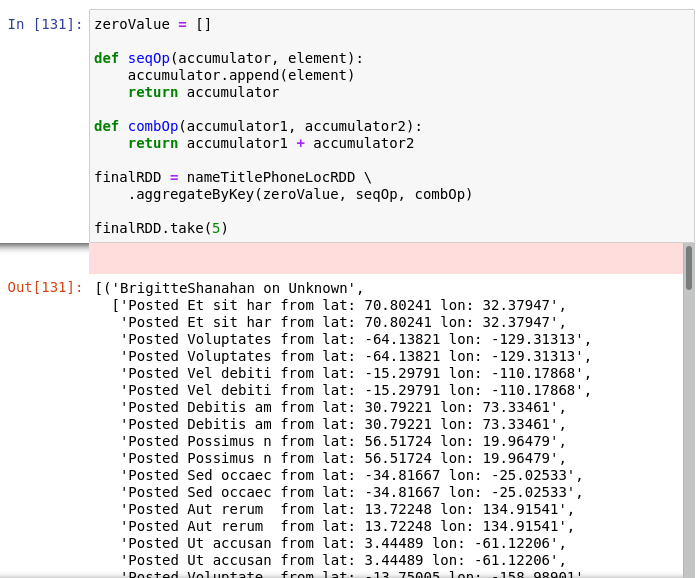 In [131]: zeroValue = []
def seqOp(accumulator, element):
    accumulator.append(element)
    return accumulator
def combOp(accumulator1, accumulator2):
    return accumulator1 + accumulator2
finalRDD = nameTitlePhoneLocRDD \
    .aggregateByKey(zeroValue, seqOp, combOp)
finalRDD.take(5)
Out[131]: [('BrigitteShanahan on Unknown',
  ['Posted Et sit har from lat: 70.80241 lon: 32.37947',
   'Posted Et sit har from lat: 70.80241 lon: 32.37947',
   'Posted Voluptates from lat: -64.13821 lon: -129.31313',
   'Posted Voluptates from lat: -64.13821 lon: -129.31313',
   'Posted Vel debiti from lat: -15.29791 lon: -110.17868',
   'Posted Vel debiti from lat: -15.29791 lon: -110.17868',
   'Posted Debitis am from lat: 30.79221 lon: 73.33461',
   'Posted Debitis am from lat: 30.79221 lon: 73.33461',
   'Posted Possimus n from lat: 56.51724 lon: 19.96479',
   'Posted Possimus n from lat: 56.51724 lon: 19.96479',
   'Posted Sed occaec from lat: -34.81667 lon: -25.02533',
   'Posted Sed occaec from lat: -34.81667 lon: -25.02533',
   'Posted Aut rerum  from lat: 13.72248 lon: 134.91541',
   'Posted Aut rerum  from lat: 13.72248 lon: 134.91541',
   'Posted Ut accusan from lat: 3.44489 lon: -61.12206',
   'Posted Ut accusan from lat: 3.44489 lon: -61.12206',
   'Posted Voluptate  from lat: -13.75005 lon: -158.98901'